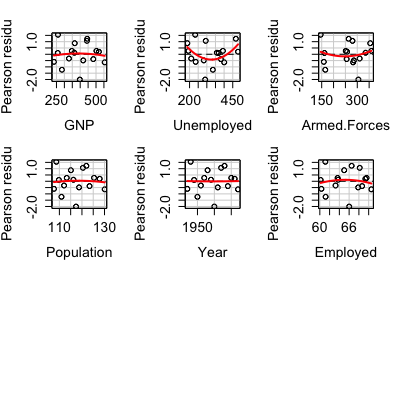 Pearson residu
1.0
-2.0
250 500
GNP
Pearson residu
1.0
-2.0
200 450
Unemployed
Pearson residu
1.0
-2.0
150 300
Armed.Forces
Pearson residu
1.0
-2.0
110 130
Population
Pearson residu
1.0
-2.0
1950
Year
Pearson residu
1.0
-2.0
60 66
Employed